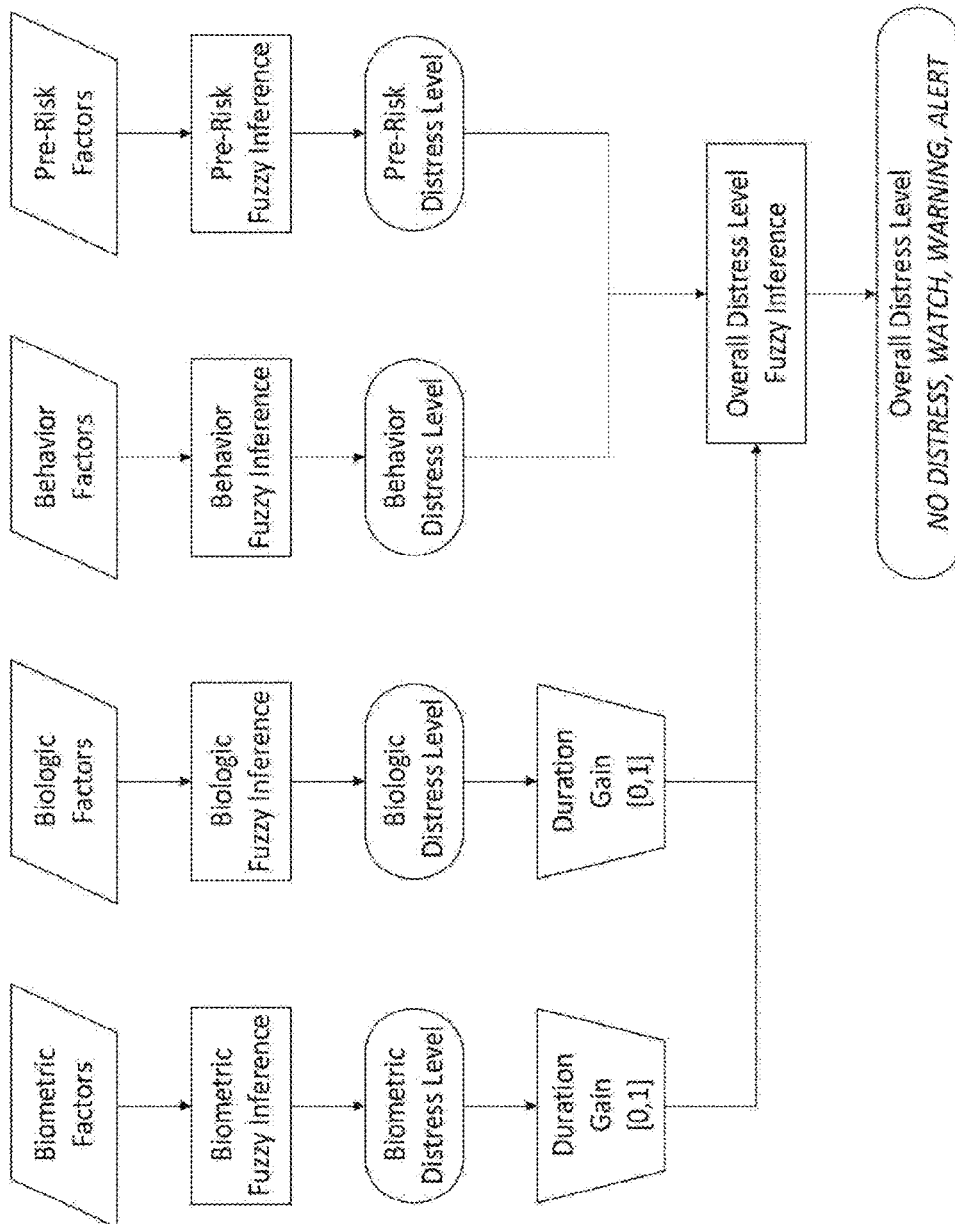 Biometric
Factors
Biometric
Fuzzy Inference
Biometric
Distress Level
Duration
Gain
[0,1]
Biologic
Factors
Biologic
Fuzzy Inference
Biologic
Distress Level
Duration
Gain
[0,1]
Behavior
Factors
Behavior
Fuzzy Inference
Behavior
Distress Level
Pre-Risk
Factors
Pre-Risk
Fuzzy Inference
Pre-Risk
Distress Level
Overall Distress Level
Fuzzy Inference
Overall Distress Level
NO DISTRESS, WATCH, WARNING, ALERT